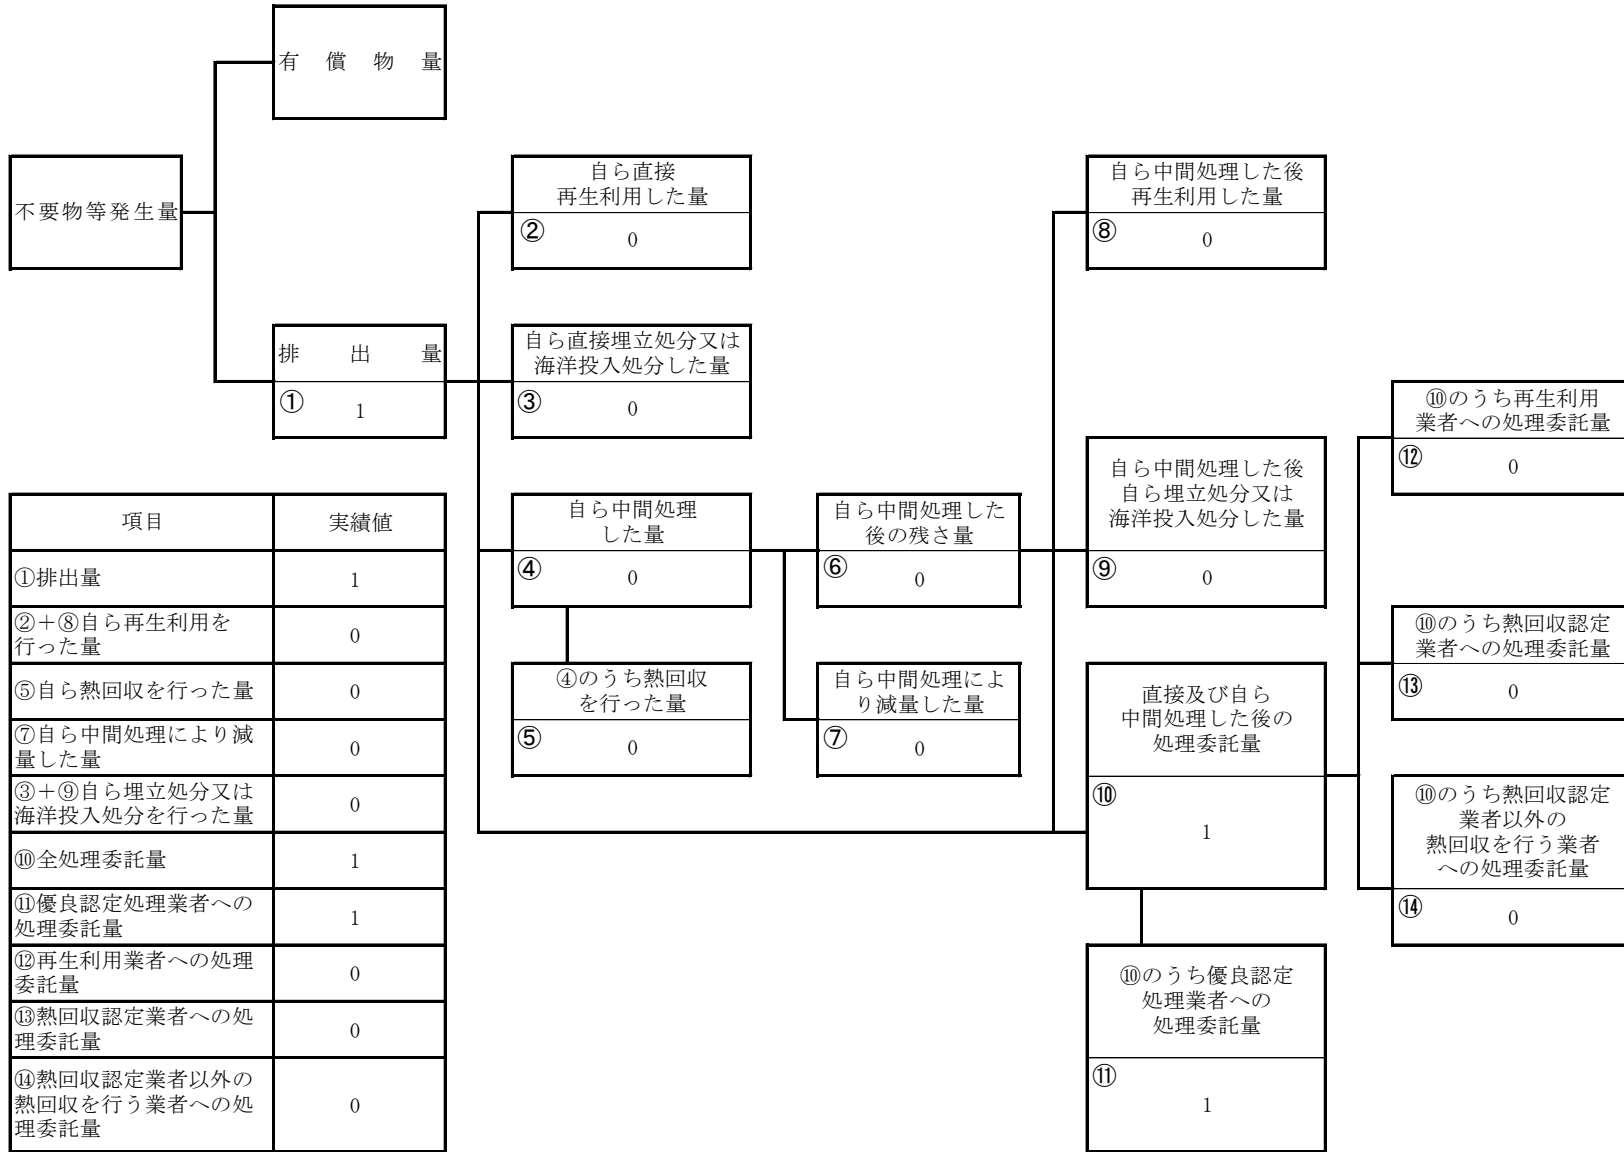 有償物量
不要物等発生量
排出量
①
1
自ら直接
再生利用した量
②
0
自ら直接埋立処分又は
海洋投入処分した量
③
0
自ら中間処理
した量
④
0
④のうち熱回収
を行った量
⑤
0
自ら中間処理した
後の残さ量
⑥
0
自ら中間処理によ
り減量した量
⑦
0
自ら中間処理した後
再生利用した量
⑧
0
自ら中間処理した後
自ら埋立処分又は
海洋投入処分した量
⑨
0
直接及び自ら
中間処理した後の
処理委託量
⑩
1
⑩のうち優良認定
処理業者への
処理委託量
⑪
1
⑩のうち再生利用
業者への処理委託量
⑫
0
⑩のうち熱回収認定
業者への処理委託量
⑬
0
⑩のうち熱回収認定
業者以外の
熱回収を行う業者
への処理委託量
⑭
0
項目
実績値
①排出量
1
②＋⑧自ら再生利用を
行った量
0
⑤自ら熱回収を行った量
0
⑦自ら中間処理により減
量した量
0
③＋⑨自ら埋立処分又は
海洋投入処分を行った量
0
⑩全処理委託量
1
⑪優良認定処理業者への
処理委託量
1
⑫再生利用業者への処理
委託量
0
⑬熱回収認定業者への処
理委託量
0
⑭熱回収認定業者以外の
熱回収を行う業者への処
理委託量
0